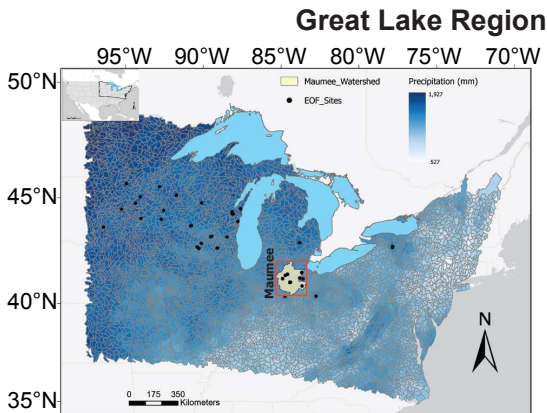 Great Lake Region
95°W 90°W 85°W 80°W 75°W 70°W
50°N
45°N
40°N
35°N
Maumee_Watershed
EOF_Sites
Precipitation (mm)
1,927
527
Maumee
N
0 175 350
Kilometers